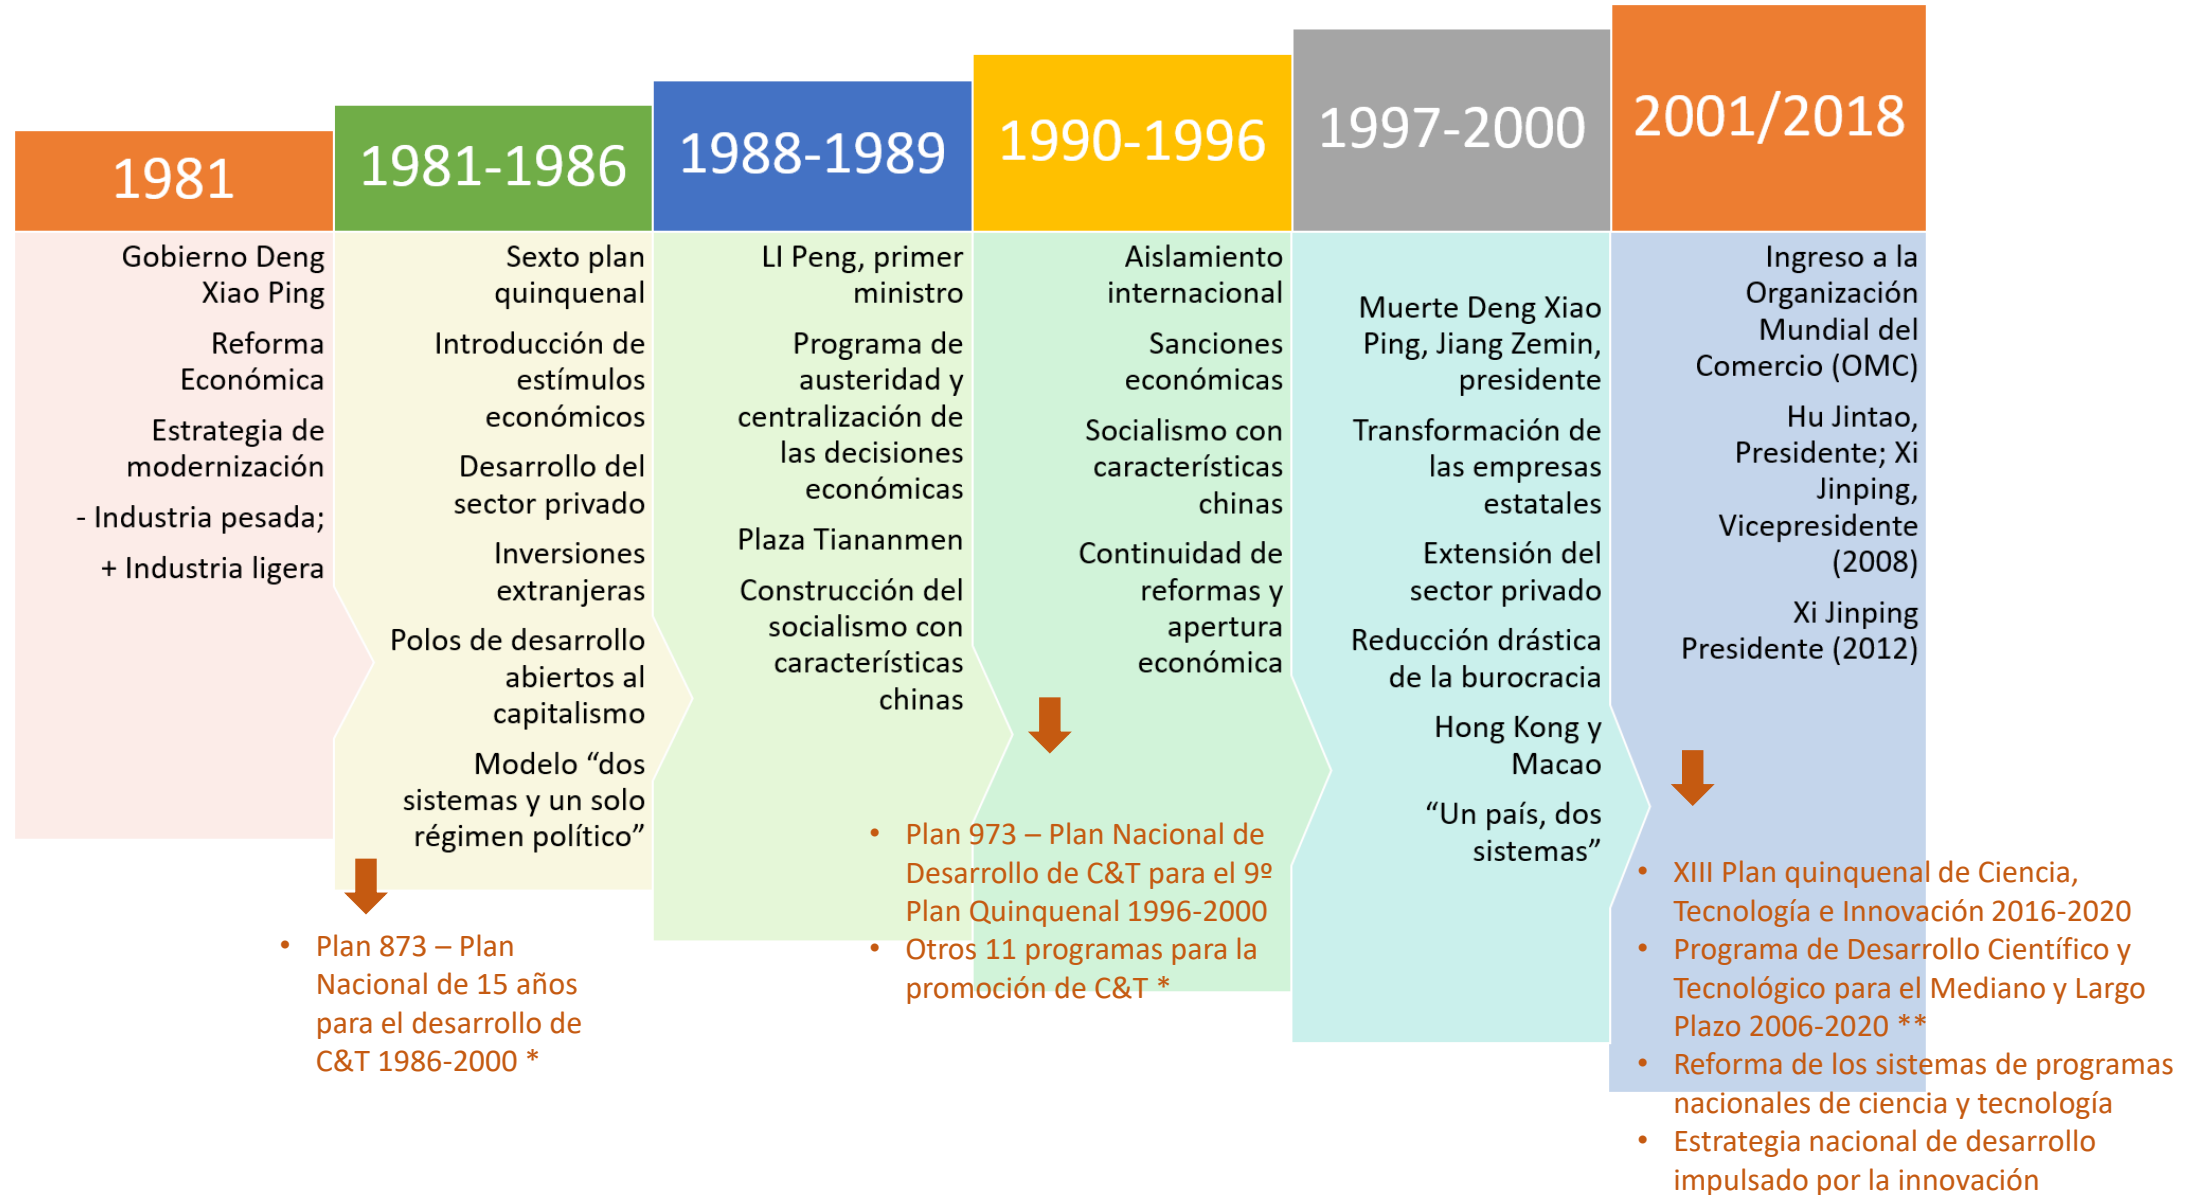 1981
Gobierno Deng
Xiao Ping
Reforma
Económica
Estrategia de
modernización
- Industria pesada;
+ Industria ligera
1981-1986
Sexto plan
quinquenal
Introducción de
estímulos
económicos
Desarrollo del
sector privado
Inversiones
extranjeras
Polos de desarrollo
abiertos al
capitalismo
Modelo “dos
sistemas y un solo
régimen político”
• Plan 873 – Plan
Nacional de 15 años
para el desarrollo de
C&T 1986-2000 *
1988-1989
LI Peng, primer
ministro
Programa de
austeridad y
centralización de
las decisiones
económicas
Plaza Tiananmen
Construcción del
socialismo con
características
chinas
1990-1996
Aislamiento
internacional
Sanciones
económicas
Socialismo con
características
chinas
Continuidad de
reformas y
apertura
económica
• Plan 973 – Plan Nacional de
Desarrollo de C&T para el 9º
Plan Quinquenal 1996-2000
• Otros 11 programas para la
promoción de C&T *
1997-2000
Muerte Deng Xiao
Ping, Jiang Zemin,
presidente
Transformación de
las empresas
estatales
Extensión del
sector privado
Reducción drástica
de la burocracia
Hong Kong y
Macao
“Un país, dos
sistemas”
2001/2018
Ingreso a la
Organización
Mundial del
Comercio (OMC)
Hu Jintao,
Presidente; Xi
Jinping,
Vicepresidente
(2008)
Xi Jinping
Presidente (2012)
• XIII Plan quinquenal de Ciencia,
Tecnología e Innovación 2016-2020
• Programa de Desarrollo Científico y
Tecnológico para el Mediano y Largo
Plazo 2006-2020 **
• Reforma de los sistemas de programas
nacionales de ciencia y tecnología
• Estrategia nacional de desarrollo
impulsado por la innovación